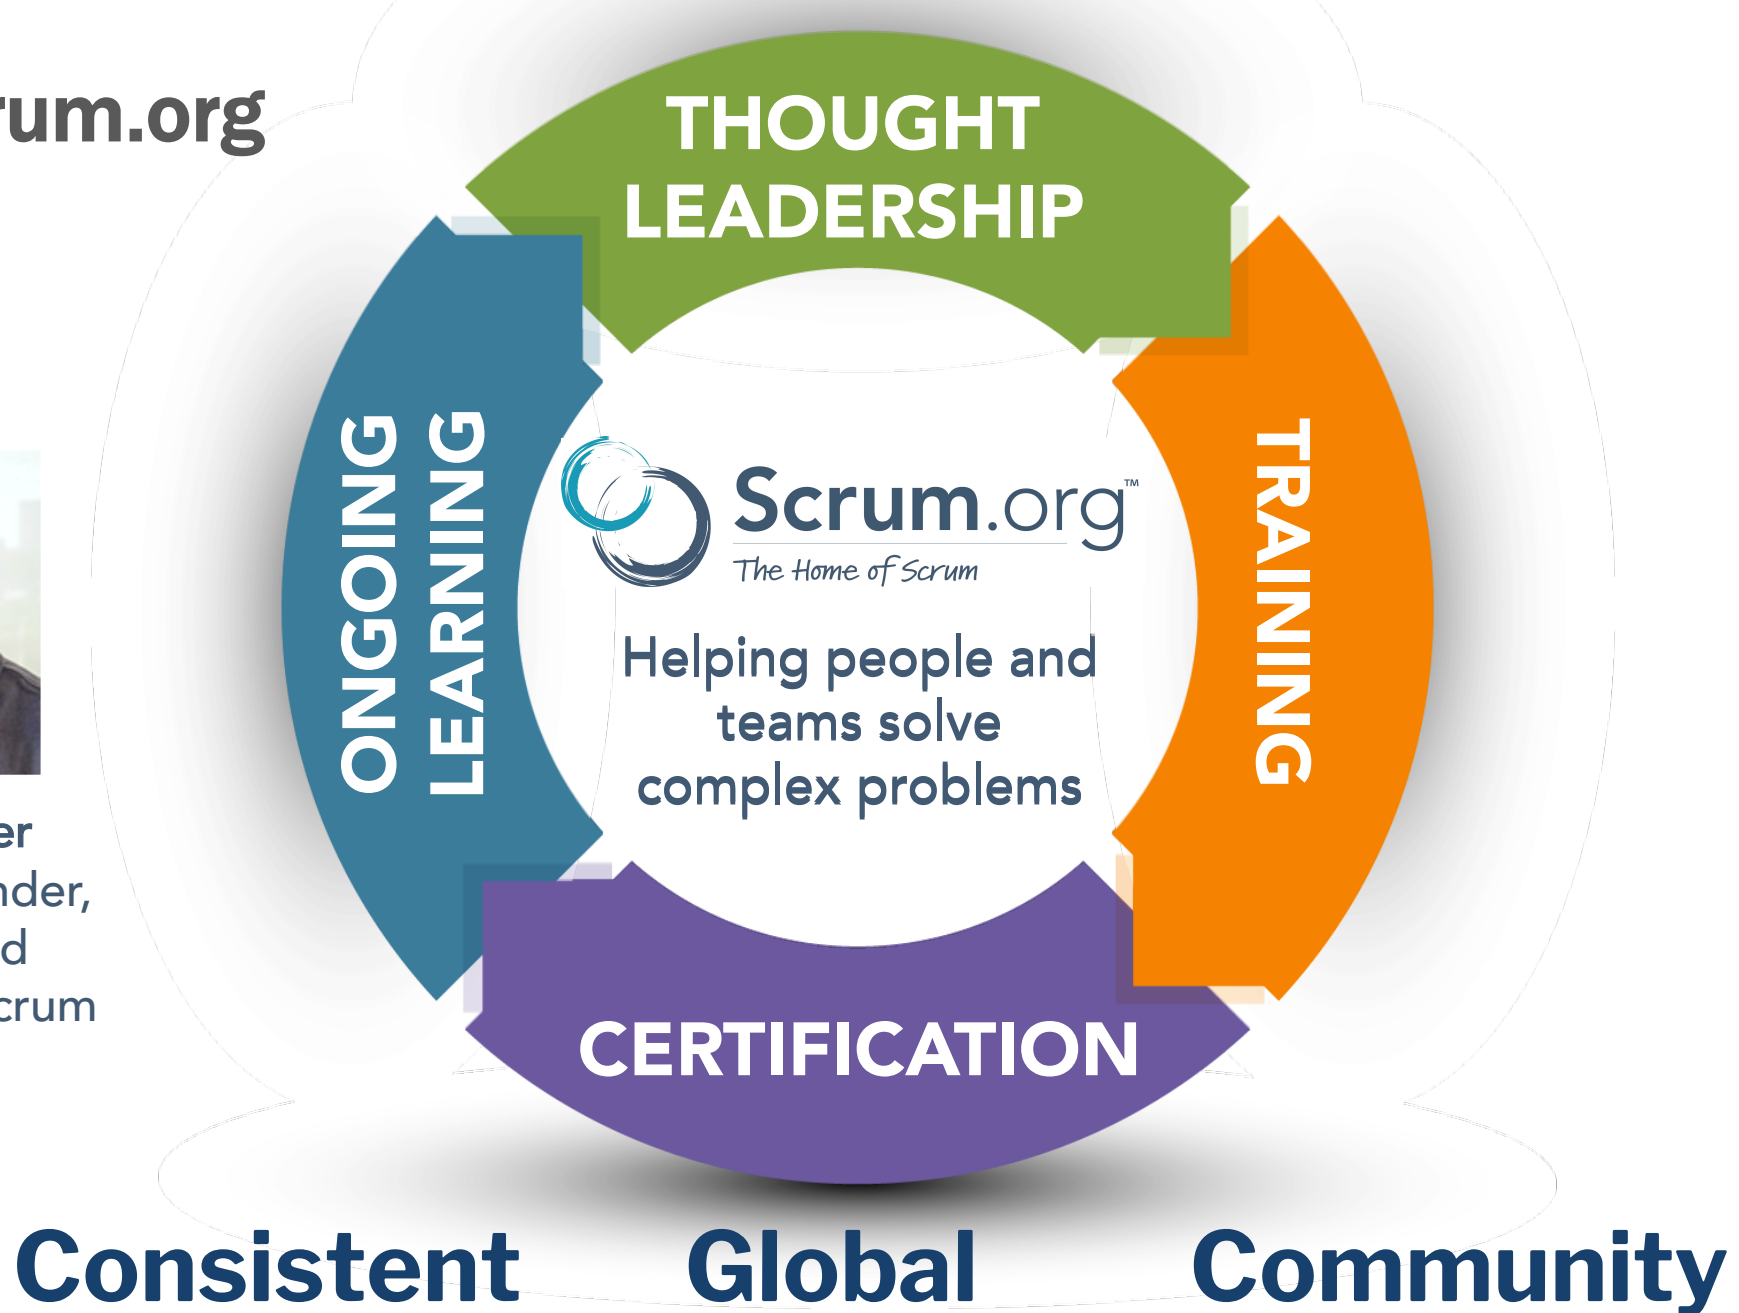 rum.org
THOUGHT
LEADERSHIP
ONGOING
LEARNING
TRAINING
Scrum.org™
The Home of Scrum
Helping people and
teams solve
complex problems
er
nder,
d
crum
CERTIFICATION
Consistent Global Community